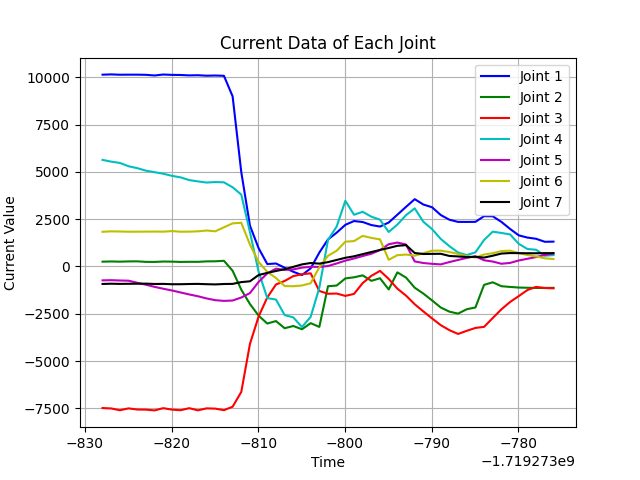 Current Data of Each Joint
Current Value
10000
7500
5000
2500
0
−2500
−5000
−7500
Joint 1
Joint 2
Joint 3
Joint 4
Joint 5
Joint 6
Joint 7
−830 −820 −810 −800 −790 −780
Time
−1.719273e9